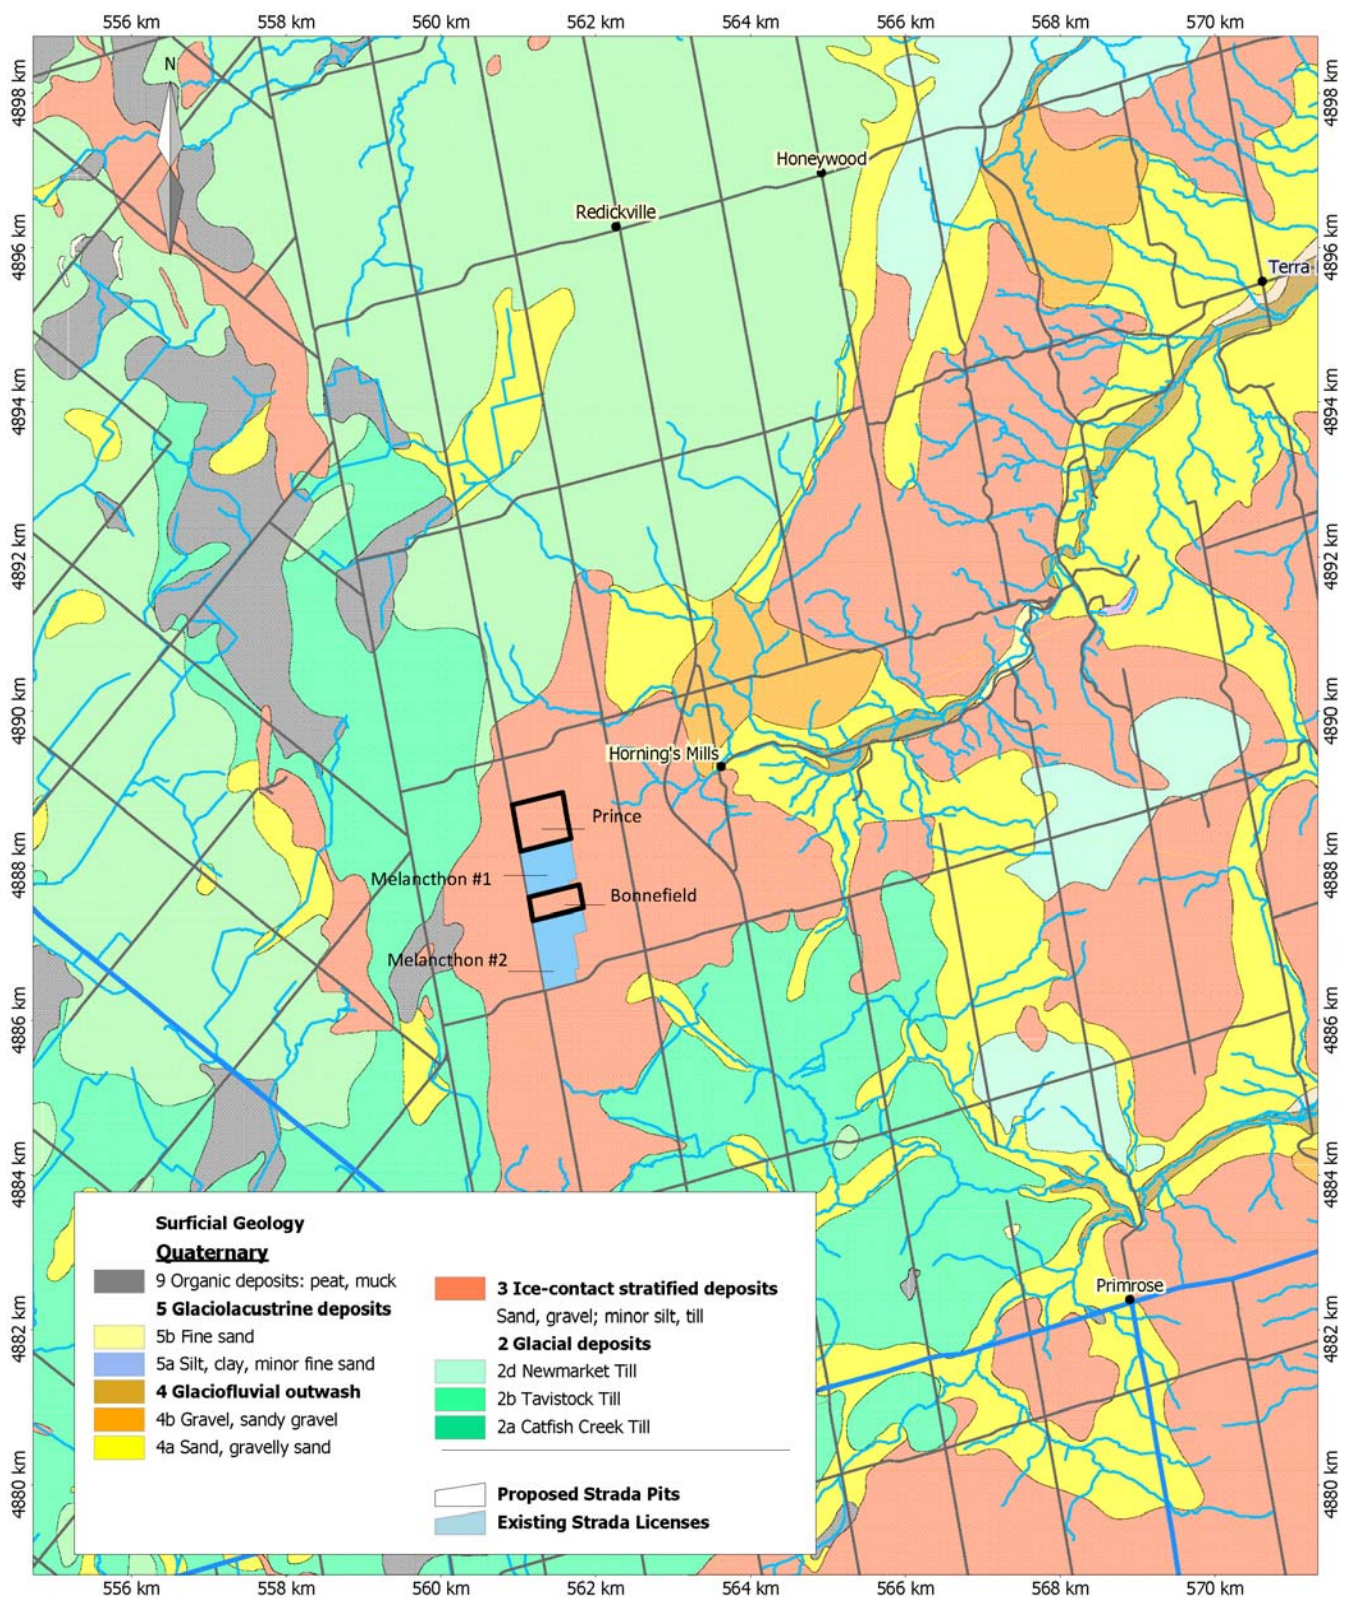 556 km 558 km 560 km 562 km 564 km 566 km 568 km 570 km
4898 km
4898 km
N
Honeywood
Redickville
4896 km
4896 km
Terra
4894 km
4894 km
4892 km
4892 km
4890 km
4890 km
Horning's Mills
Prince
4888 km
4888 km
Melancthon #1
Bonnefield
Melancthon #2
4886 km
4886 km
4884 km
4884 km
Surficial Geology
Quaternary
9 Organic deposits: peat, muck
5 Glaciolacustrine deposits
5b Fine sand
5a Silt, clay, minor fine sand
4 Glaciofluvial outwash
4b Gravel, sandy gravel
4a Sand, gravelly sand
3 Ice-contact stratified deposits
Sand, gravel; minor silt, till
2 Glacial deposits
2d Newmarket Till
2b Tavistock Till
2a Catfish Creek Till
Proposed Strada Pits
Existing Strada Licenses
Primrose
4882 km
4882 km
4880 km
4880 km
556 km 558 km 560 km 562 km 564 km 566 km 568 km 570 km